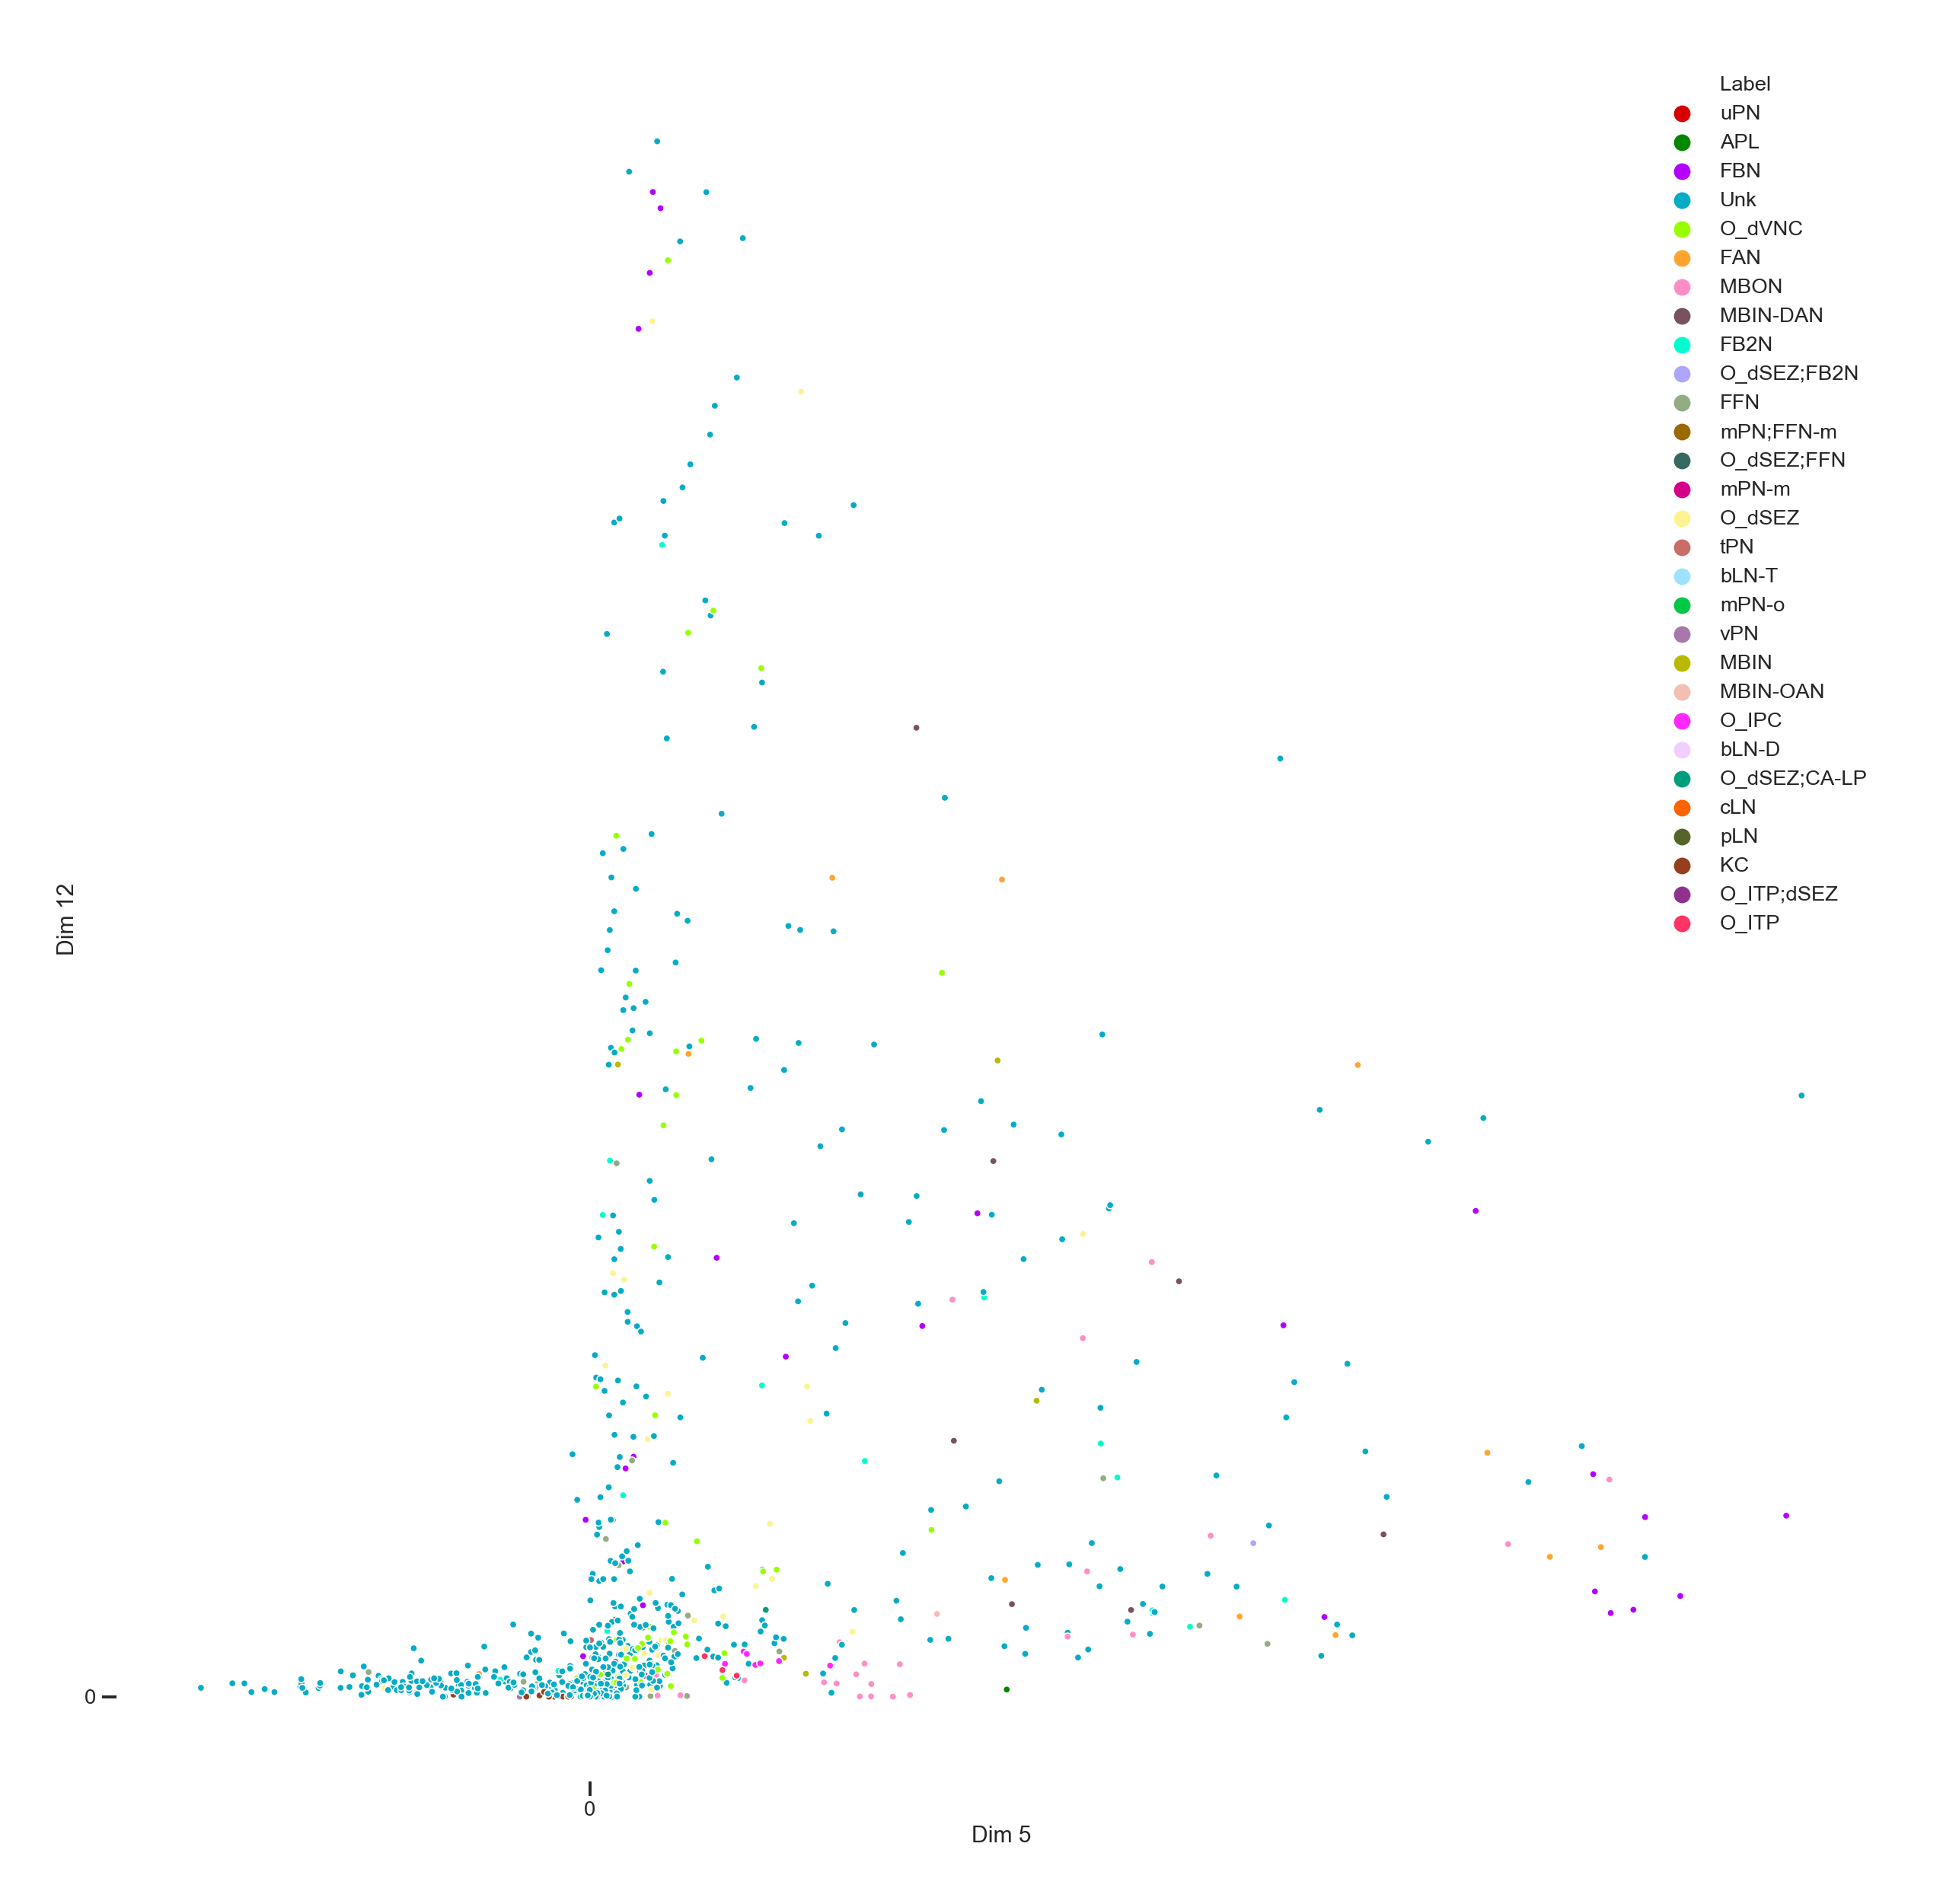 Label
uPN
APL
FBN
Unk
O_dVNC
FAN
MBON
MBIN-DAN
FB2N
O_dSEZ;FB2N
FFN
mPN;FFN-m
O_dSEZ;FFN
mPN-m
O_dSEZ
tPN
bLN-T
mPN-o
vPN
MBIN
MBIN-OAN
O_IPC
bLN-D
O_dSEZ;CA-LP
cLN
pLN
KC
O_ITP;dSEZ
O_ITP
Dim 12
0
0
Dim 5